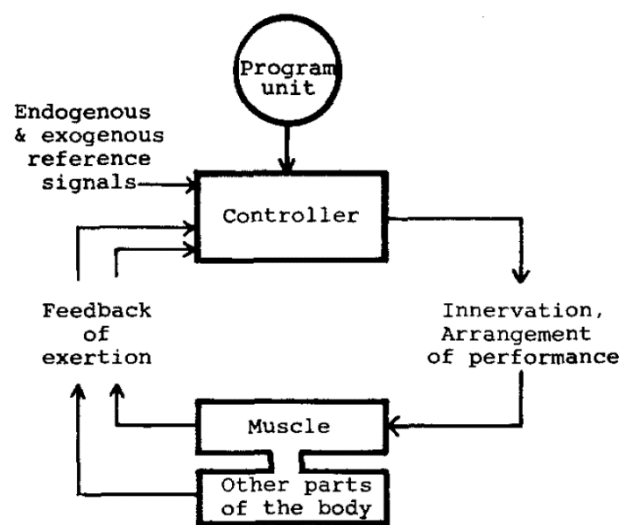 Program
unit
Endogenous
& exogenous
reference
signals
Controller
Feedback
of
exertion
Innervation,
Arrangement
of performance
Muscle
Other parts
of the body